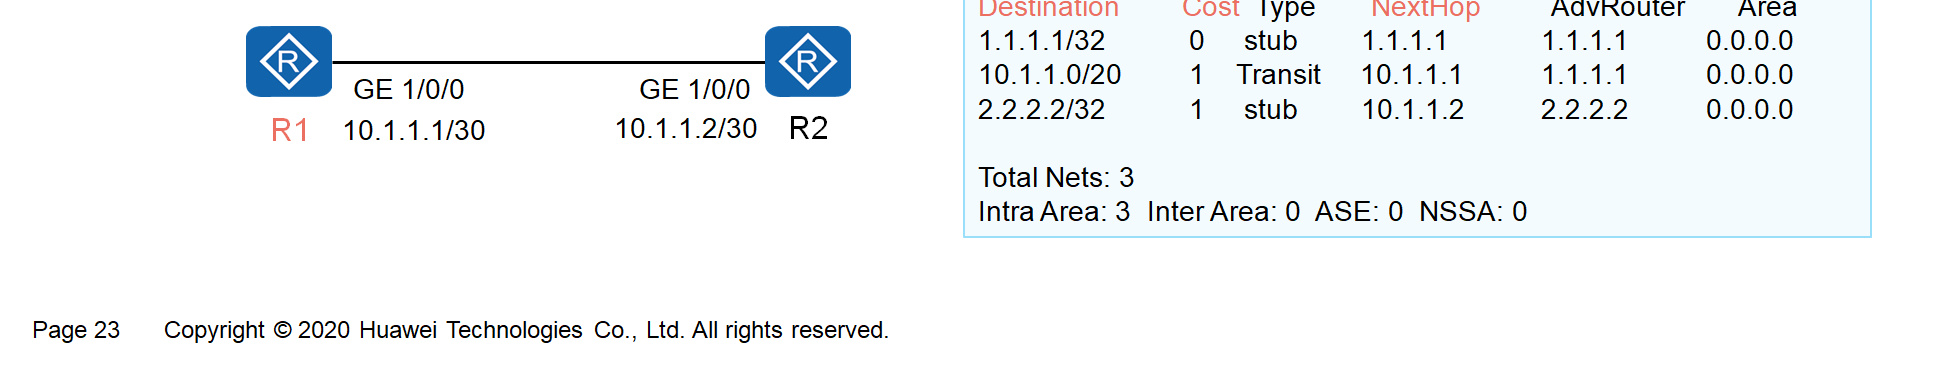 R
R
GE 1/0/0
GE 1/0/0
R1
10.1.1.1/30
10.1.1.2/30
R2
Destination Cost Type NextHop AdvRouter Area
1.1.1.1/32 0 stub 1.1.1.1 1.1.1.1 0.0.0.0
10.1.1.0/20 1 Transit 10.1.1.1 1.1.1.1 0.0.0.0
2.2.2.2/32 1 stub 10.1.1.2 2.2.2.2 0.0.0.0
Total Nets: 3
Intra Area: 3 Inter Area: 0 ASE: 0 NSSA: 0
Page 23 Copyright © 2020 Huawei Technologies Co., Ltd. All rights reserved.